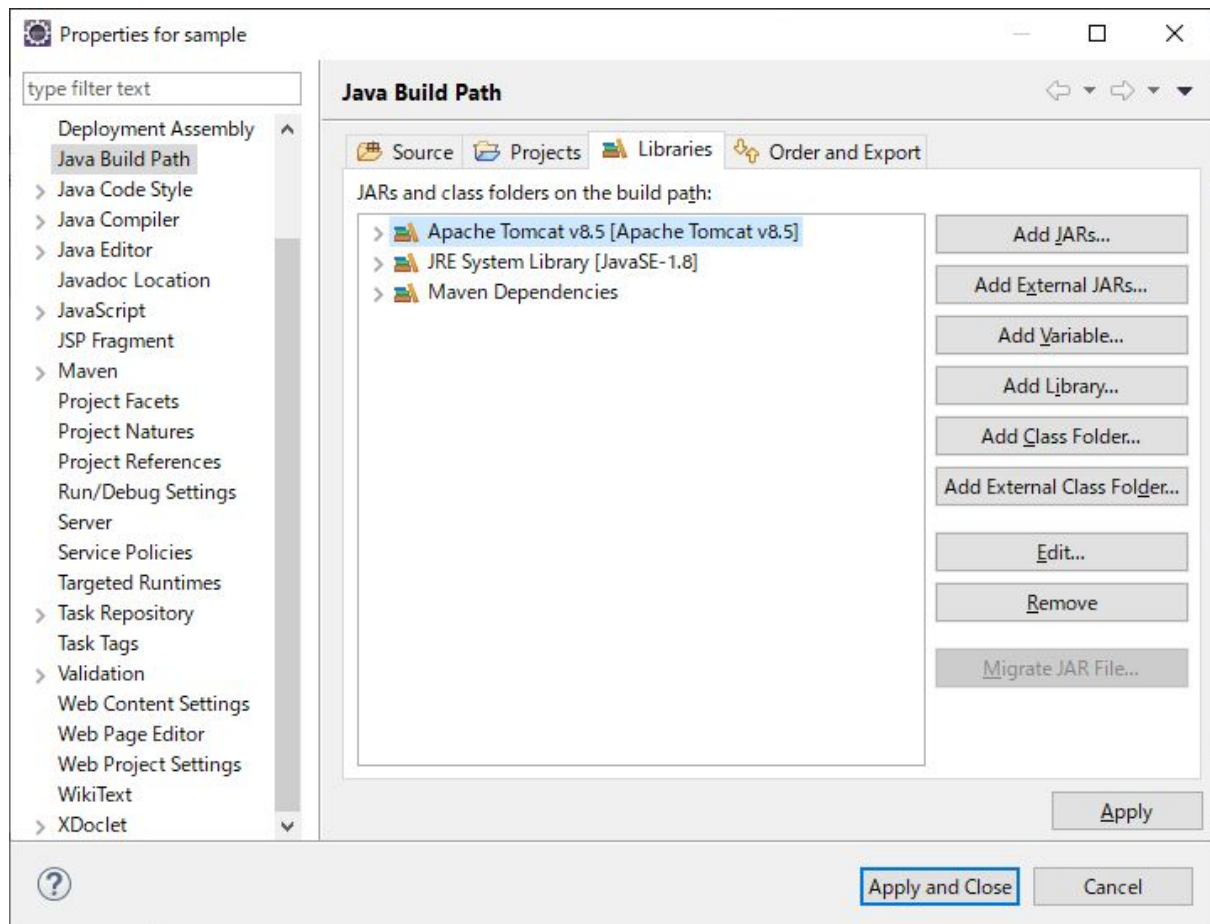 Properties for sample
type filter text
Deployment Assembly
Java Build Path
Java Code Style
Java Compiler
Java Editor
Javadoc Location
JavaScript
JSP Fragment
Maven
Project Facets
Project Natures
Project References
Run/Debug Settings
Server
Service Policies
Targeted Runtimes
Task Repository
Task Tags
Validation
Web Content Settings
Web Page Editor
Web Project Settings
WikiText
XDoclet
Java Build Path
Source Projects Libraries Order and Export
JARs and class folders on the build path:
Apache Tomcat v8.5 [Apache Tomcat v8.5]
JRE System Library [JavaSE-1.8]
Maven Dependencies
Add JARs...
Add External JARs...
Add Variable...
Add Library...
Add Class Folder...
Add External Class Folder...
Edit...
Remove
Migrate JAR File...
Apply
Apply and Close Cancel